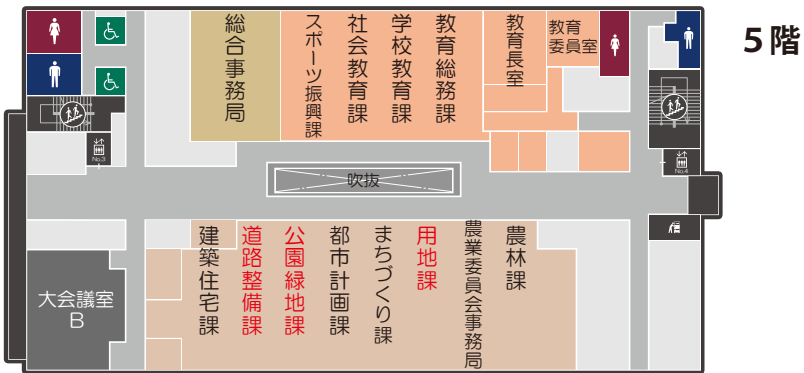 5階
総合事務局
スポーツ振興課
社会教育課
学校教育課
教育総務課
教育長室
教育
委員室
No.3
No.4
吹抜
建築住宅課
道路整備課
公園緑地課
都市計画課
まちづくり課
用地課
農業委員会事務局
農林課
大会議室
B